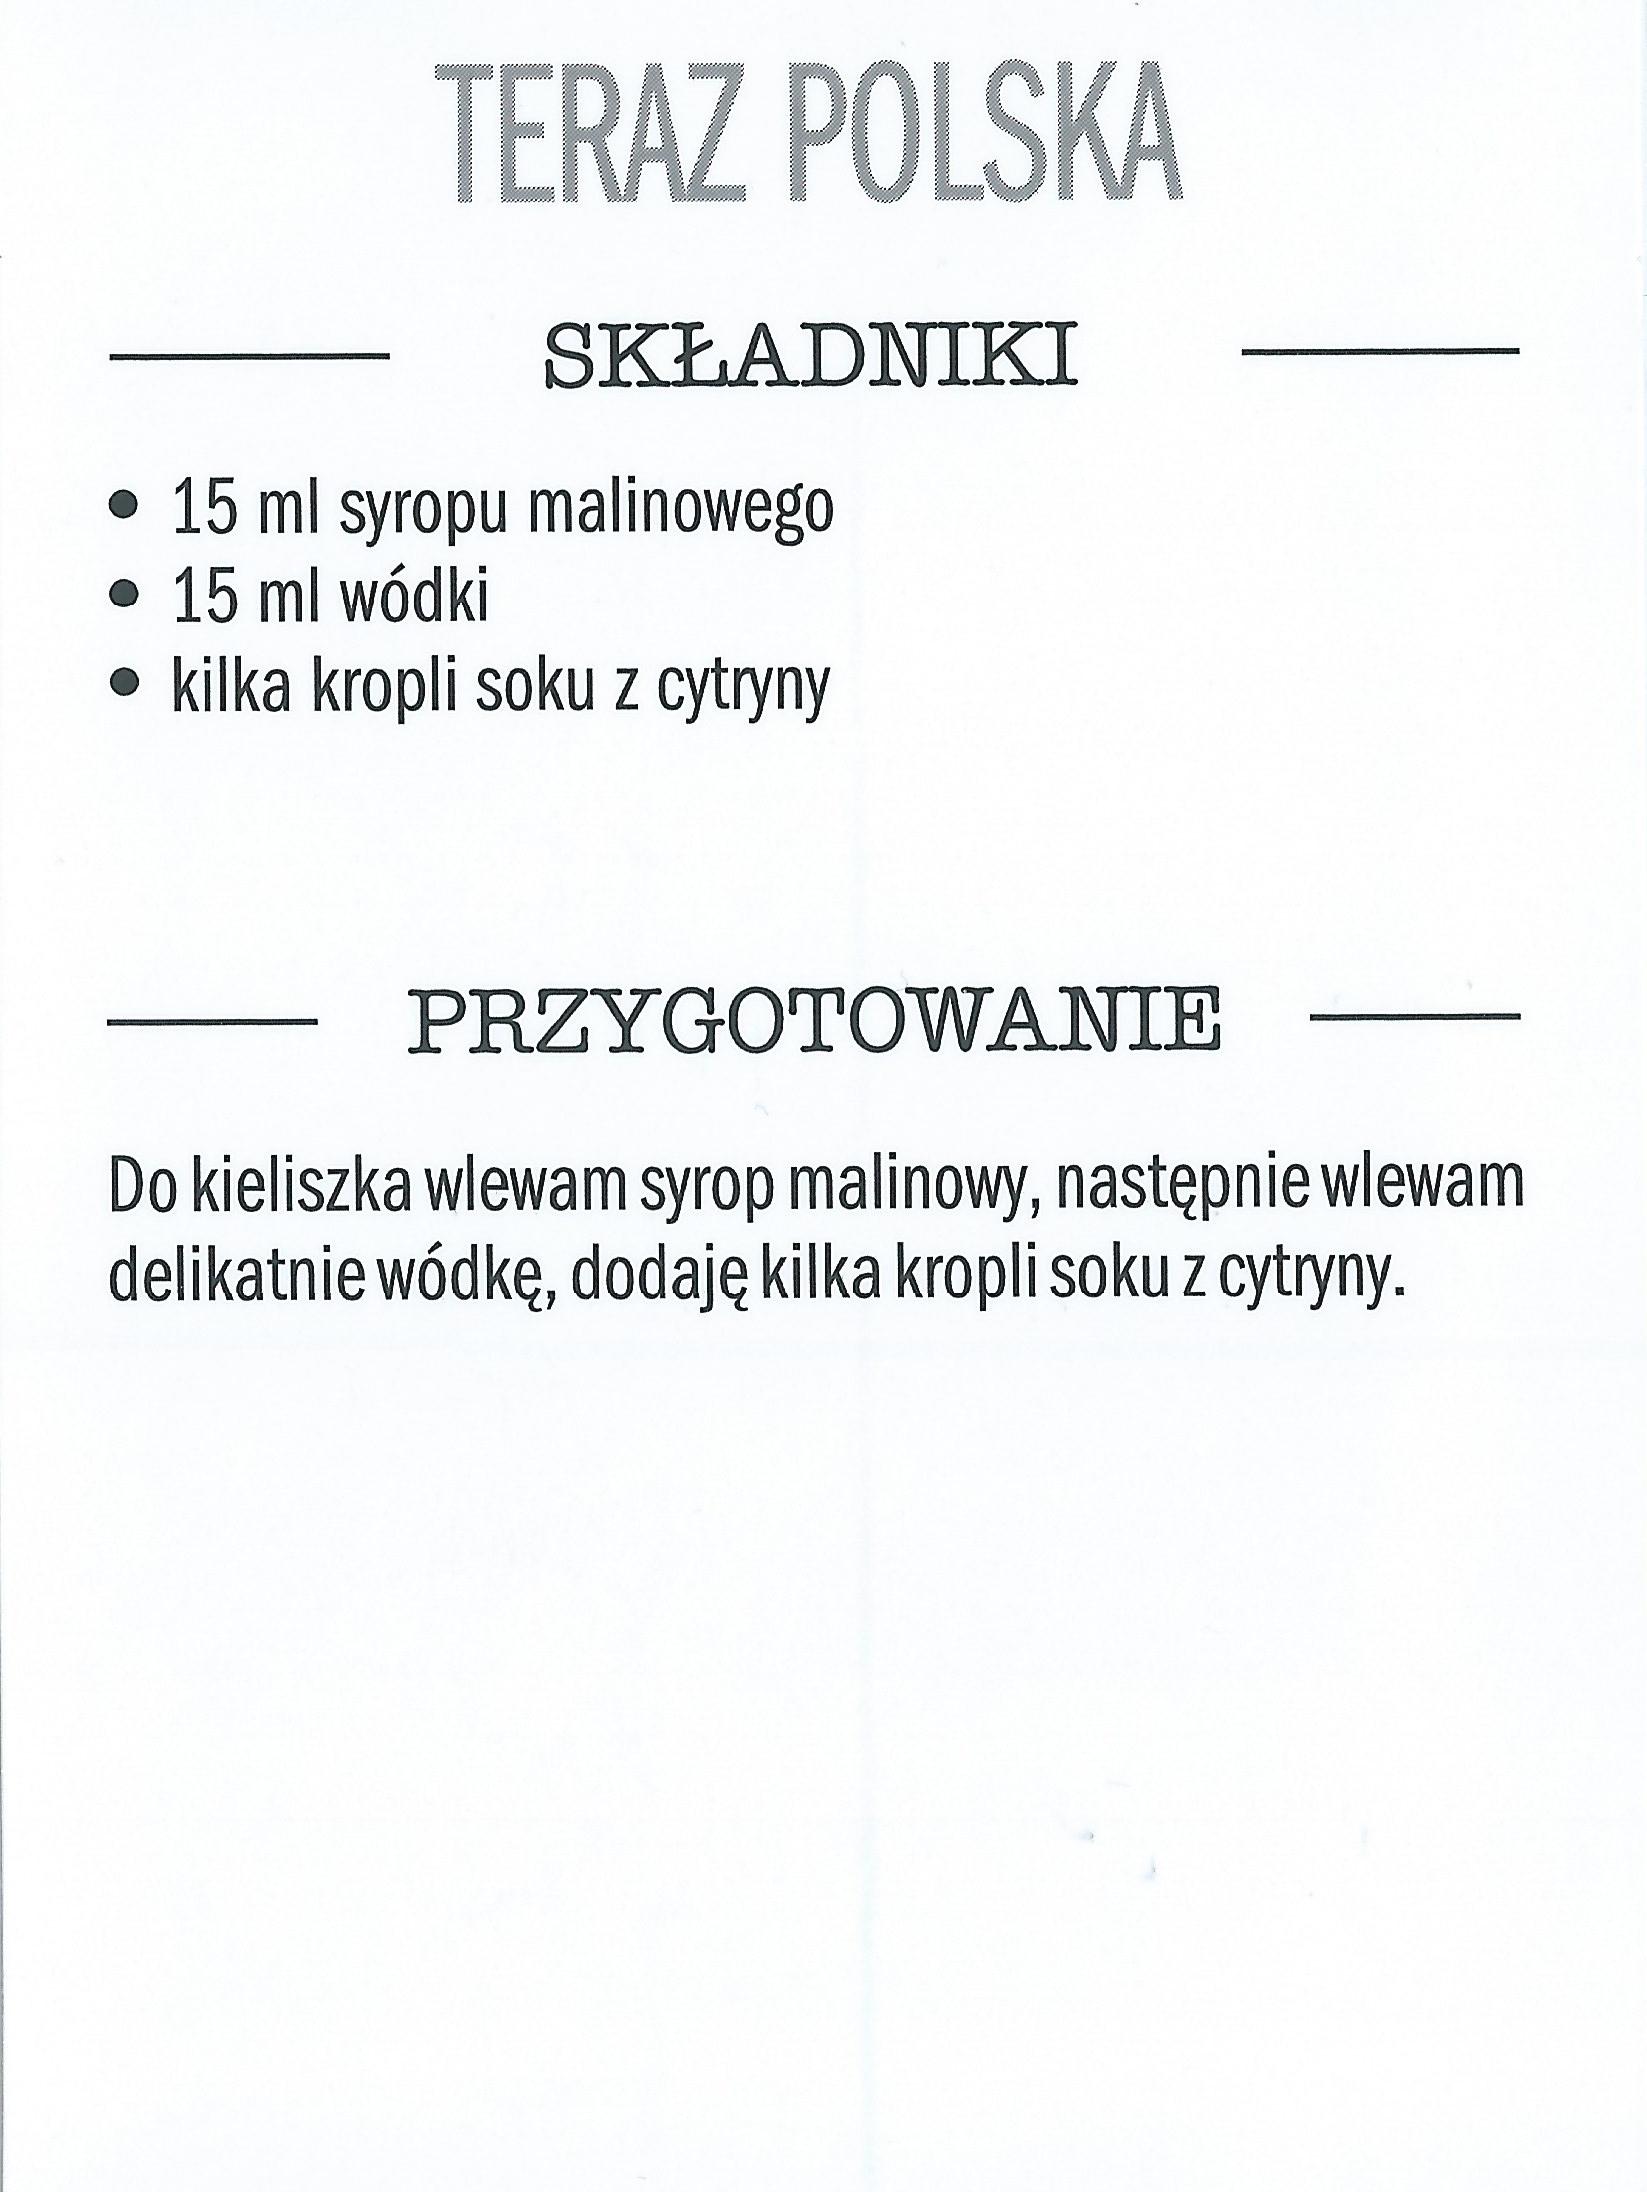 TERAZ POLSKA
SKŁADNIKI
• 15 ml syropu malinowego
• 15 ml wódki
• kilka kropli soku z cytryny
PRZYGOTOWANIE
Do kieliszka wlewam syrop malinowy, następnie wlewam
delikatnie wódkę, dodaję kilka kropli soku z cytryny.